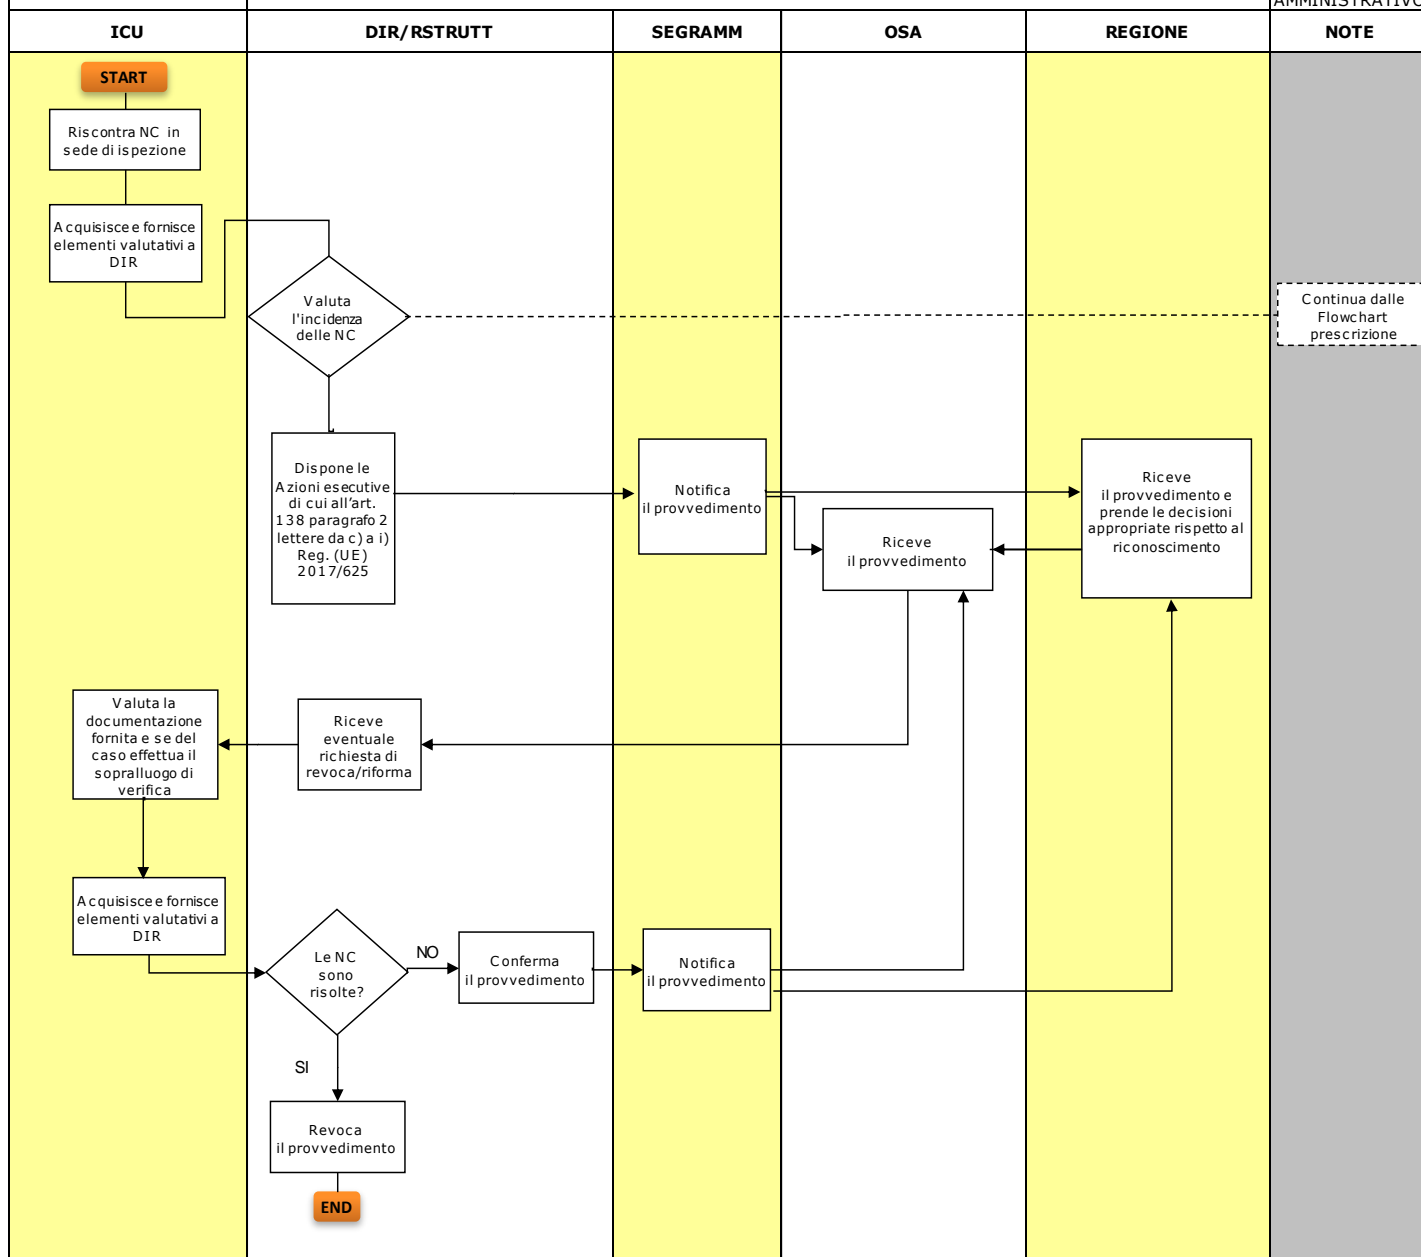 AMMINISTRATIVO
ICU
DIR/RSTRUTT
SEGRAMM
OSA
REGIONE
NOTE
START
Riscontra NC in
sede di ispezione
Acquisisce e fornisce
elementi valutativi a
DIR
Valuta
l'incidenza
delle NC
Continua dalle
Flowchart
prescrizione
Dispone le
Azioni esecutive
di cui all'art.
138 paragrafo 2
lettere da c) a i)
Reg. (UE)
2017/625
Notifica
il provvedimento
Riceve
il provvedimento
Riceve
il provvedimento e
prende le decisioni
appropriate rispetto al
riconoscimento
Valuta la
documentazione
fornita e se del
caso effettua il
sopralluogo di
verifica
Riceve
eventuale
richiesta di
revoca/riforma
Acquisisce e fornisce
elementi valutativi a
DIR
Le NC
sono
risolte?
NO
Conferma
il provvedimento
Notifica
il provvedimento
SI
Revoca
il provvedimento
END